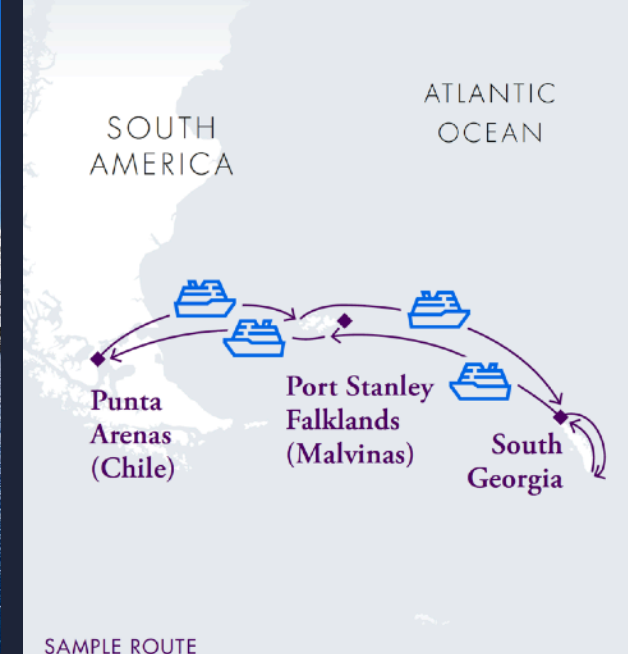 SOUTH
AMERICA
ATLANTIC
OCEAN
Punta
Arenas
(Chile)
Port Stanley
Falklands
(Malvinas)
South
Georgia
SAMPLE ROUTE